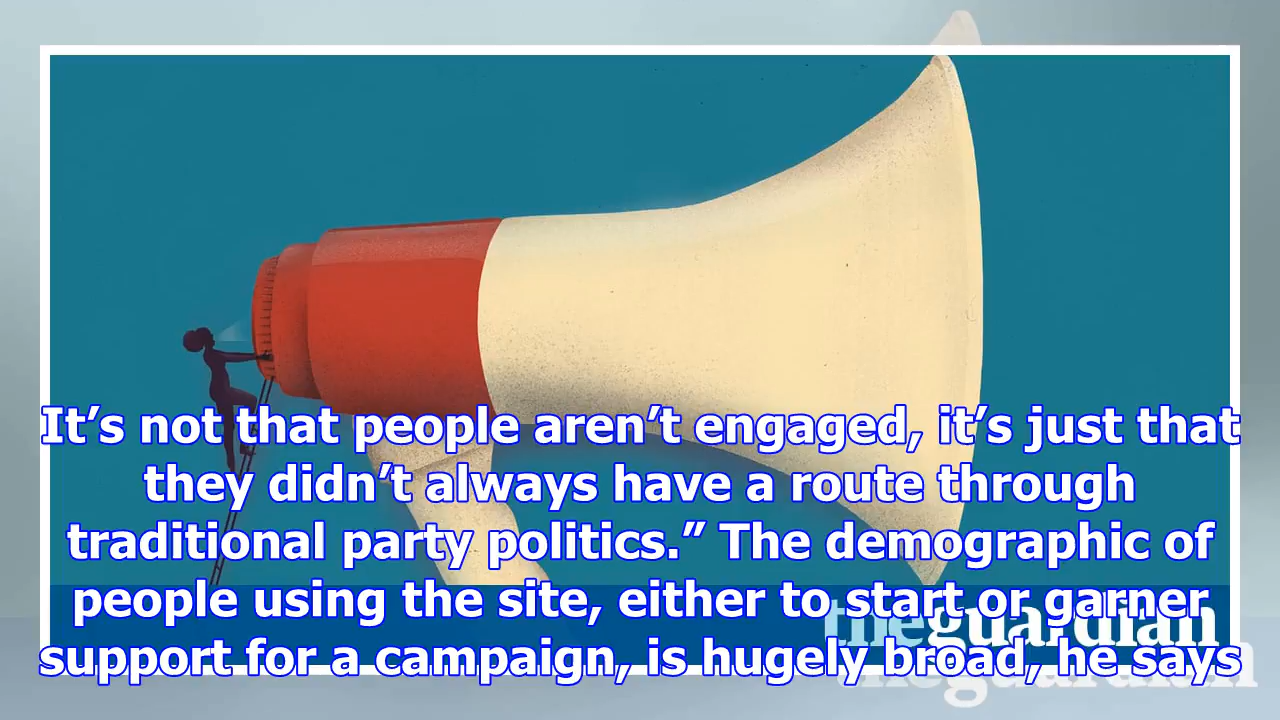 It’s not that people aren’t engaged, it’s just that
they didn’t always have a route through
traditional party politics.” The demographic of
people using the site, either to start or garner
support for a campaign, is hugely broad, he says
theguardian
theguardian